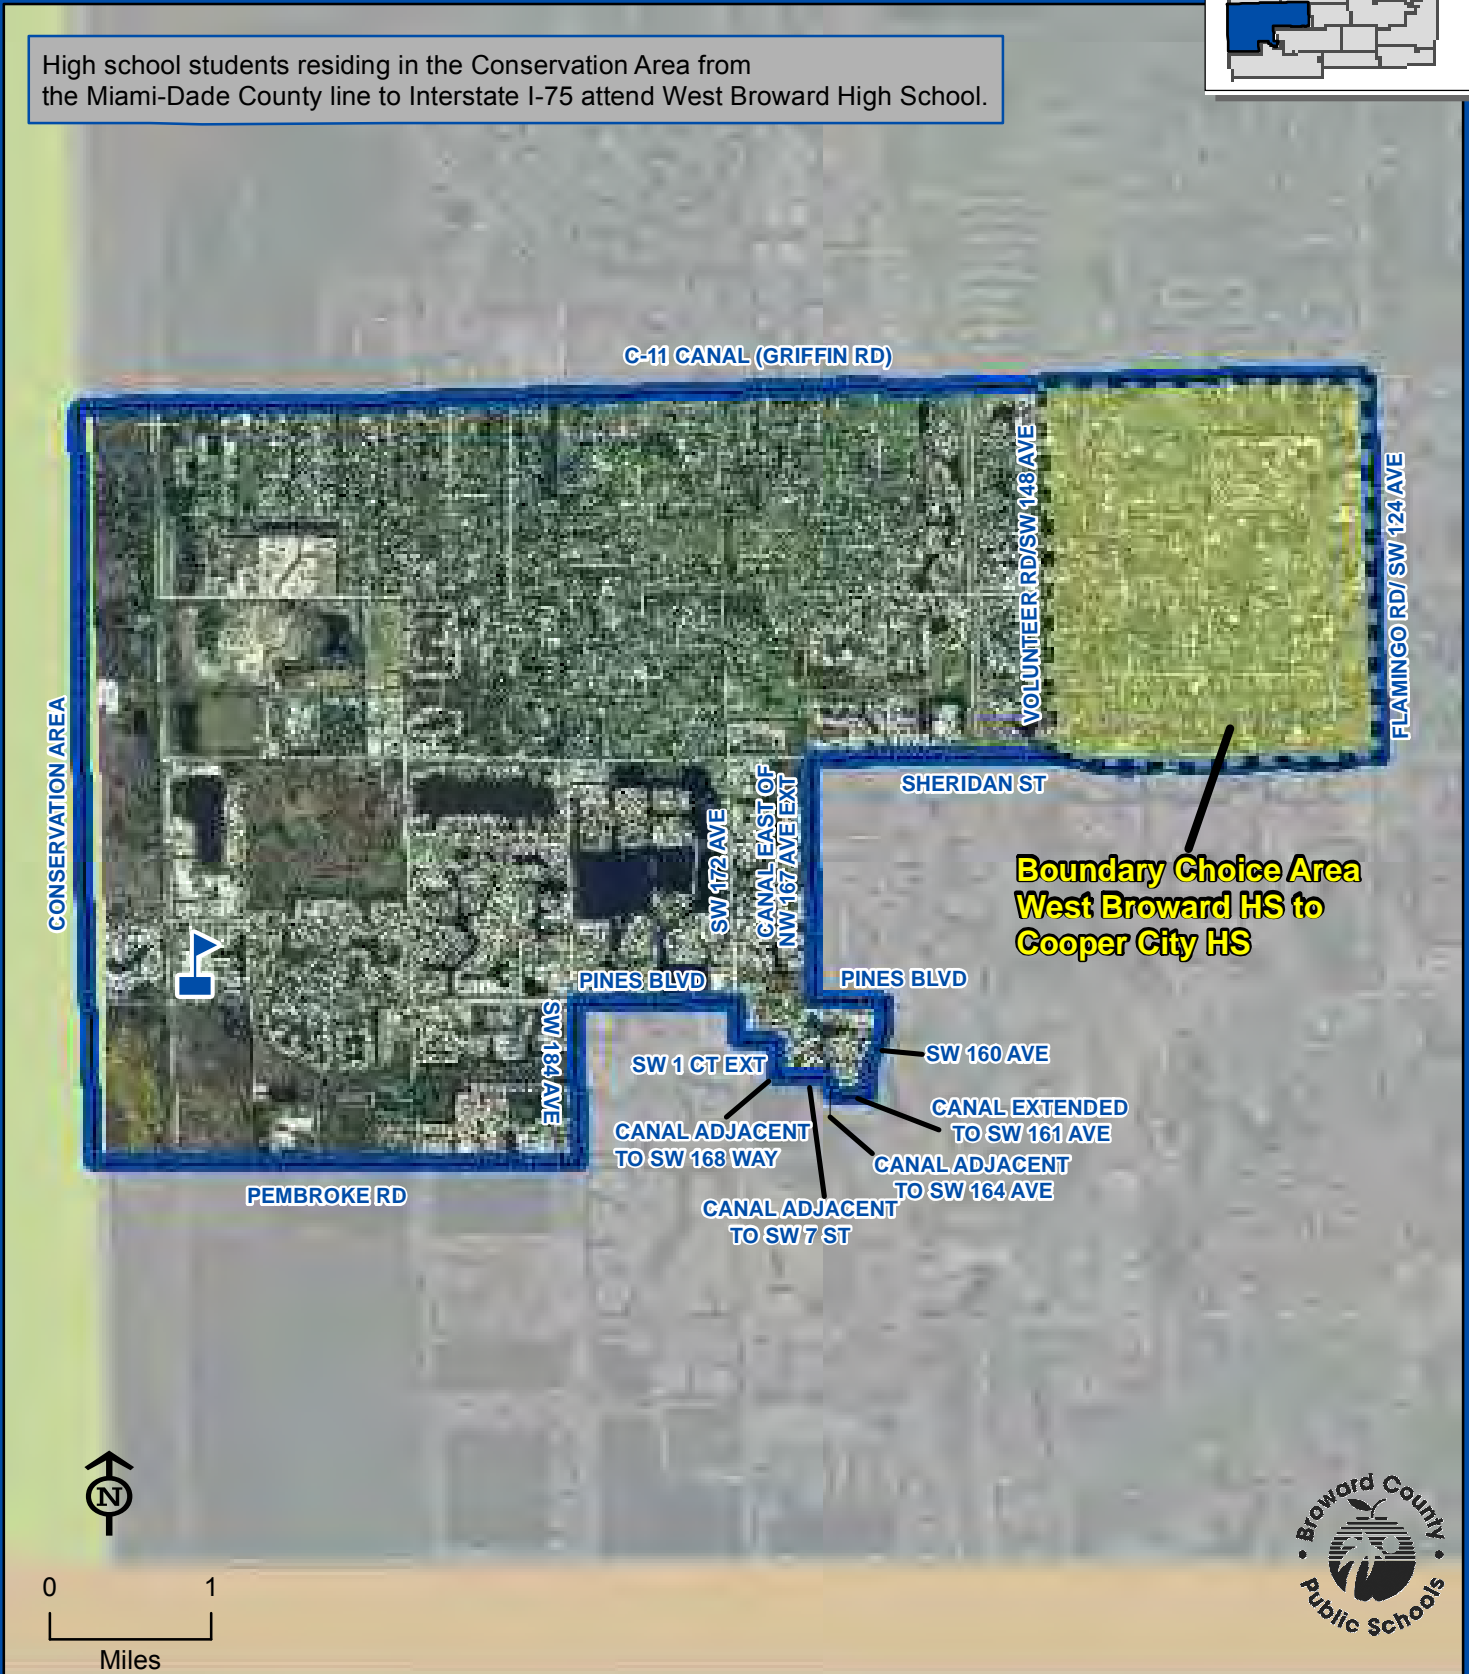 High school students residing in the Conservation Area from
the Miami-Dade County line to Interstate I-75 attend West Broward High School.
C-11 CANAL (GRIFFIN RD)
VOLUNTEER RD/SW 148 AVE
FLAMINGO RD/ SW 124 AVE
CONSERVATION AREA
SHERIDAN ST
SW 172 AVE
CANAL EAST OF
NW 167 AVE EXT
Boundary Choice Area
West Broward HS to
Cooper City HS
PINES BLVD
PINES BLVD
SW 184 AVE
SW 1 CT EXT
SW 160 AVE
CANAL ADJACENT
TO SW 168 WAY
CANAL EXTENDED
TO SW 161 AVE
CANAL ADJACENT
TO SW 164 AVE
CANAL ADJACENT
TO SW 7 ST
PEMBROKE RD
N
0 1
Miles
Broward County
Public Schools